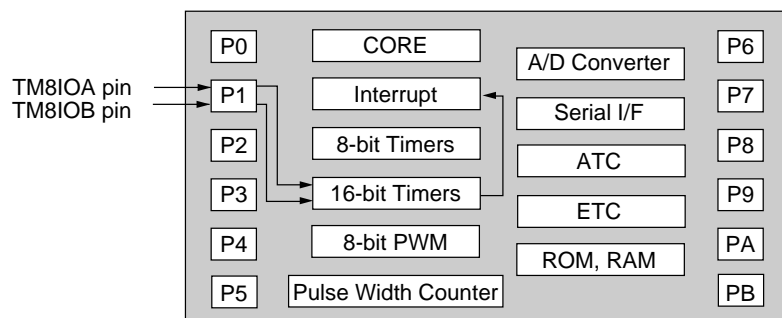 TM8IOA pin
TM8IOB pin
P0
P1
P2
P3
P4
P5
CORE
Interrupt
8-bit Timers
16-bit Timers
8-bit PWM
Pulse Width Counter
A/D Converter
Serial I/F
ATC
ETC
ROM, RAM
P6
P7
P8
P9
PA
PB